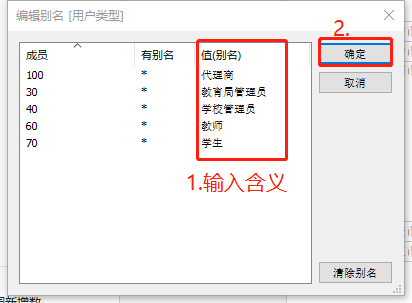 编辑别名 [用户类型]
2.
成员 有别名 值(别名)
确定
100 * 代理商
取消
30 * 教育局管理员
40 * 学校管理员
60 * 教师
70 * 学生
1.输入含义
清除别名